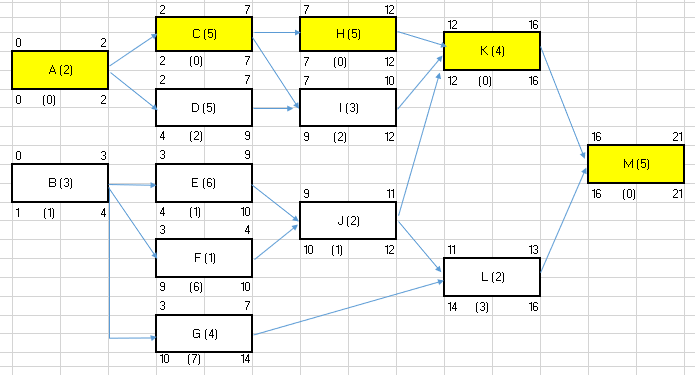 2 7 7 12
C (5) H (5) 12 16
0 2 K (4)
2 (0) 7 7 (0) 12
A (2) 2 7 7 10 12 (0) 16
0 (0) 2 D (5) I (3)
4 (2) 9 9 (2) 12 16 21
0 3 3 9 M (5)
B (3) E (6) 9 11 16 (0) 21
1 (1) 4 4 (1) 10 J (2)
3 4 10 (1) 12 11 13
F (1) L (2)
9 (6) 10
3 7 14 (3) 16
G (4)
10 (7) 14